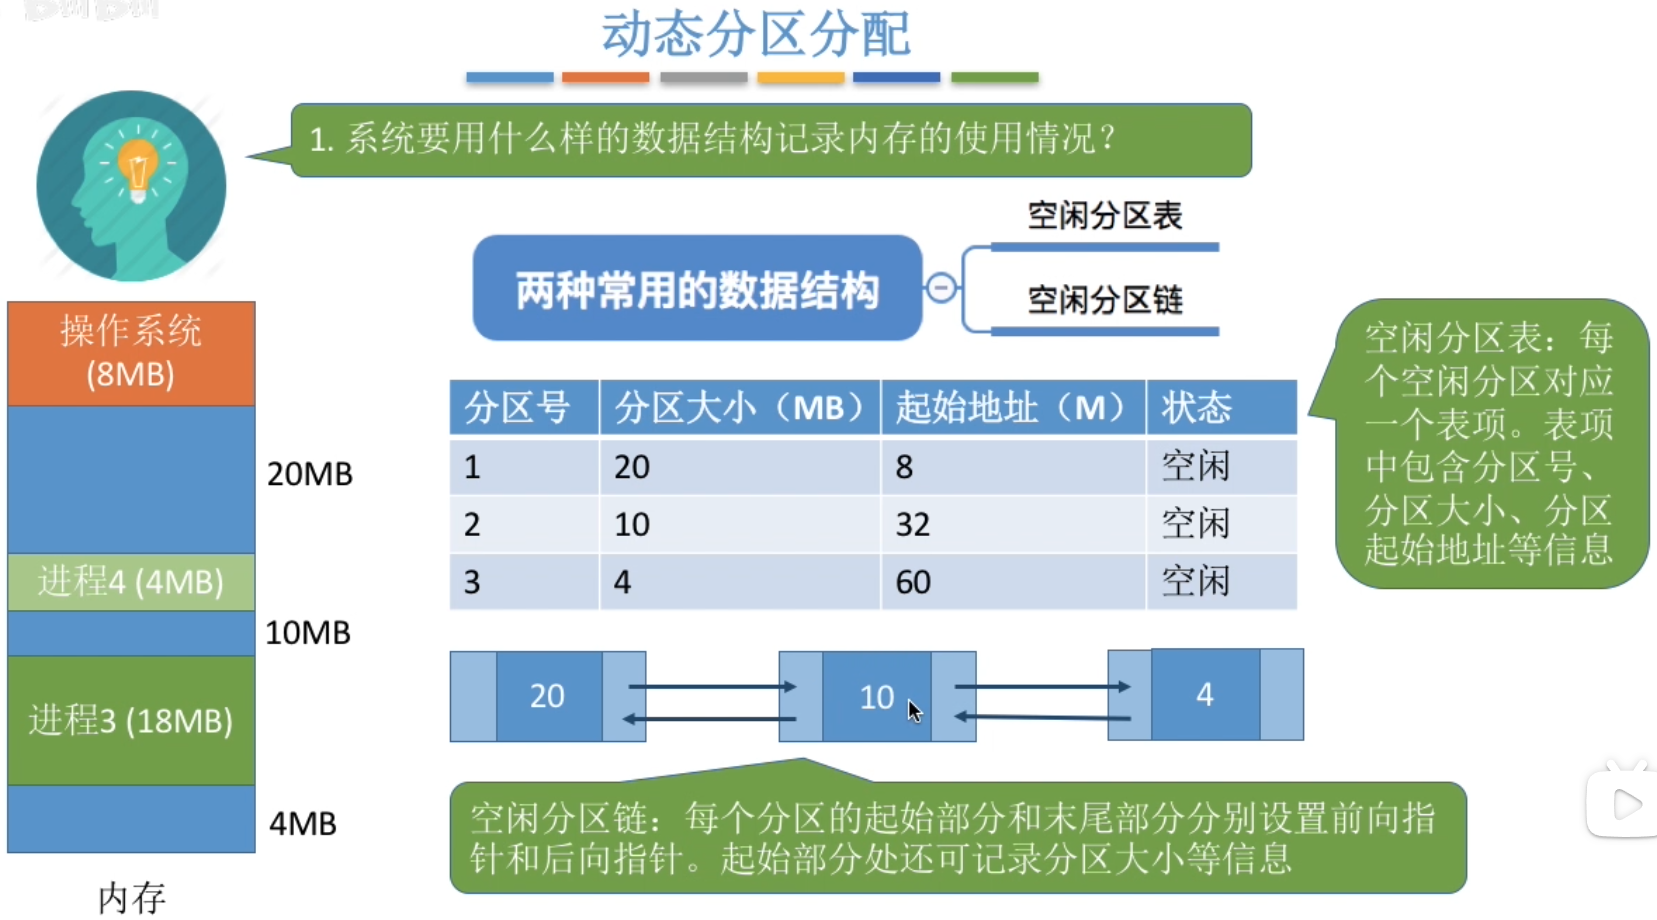 动态分区分配
1. 系统要用什么样的数据结构记录内存的使用情况？
空闲分区表
两种常用的数据结构
空闲分区链
操作系统
(8MB)
20MB
进程4 (4MB)
10MB
进程3 (18MB)
4MB
内存
分区号 分区大小（MB） 起始地址（M） 状态
1 20 8 空闲
2 10 32 空闲
3 4 60 空闲
空闲分区表：每
个空闲分区对应
一个表项。表项
中包含分区号、
分区大小、分区
起始地址等信息
20 10 4
空闲分区链：每个分区的起始部分和末尾部分分别设置前向指
针和后向指针。起始部分处还可记录分区大小等信息